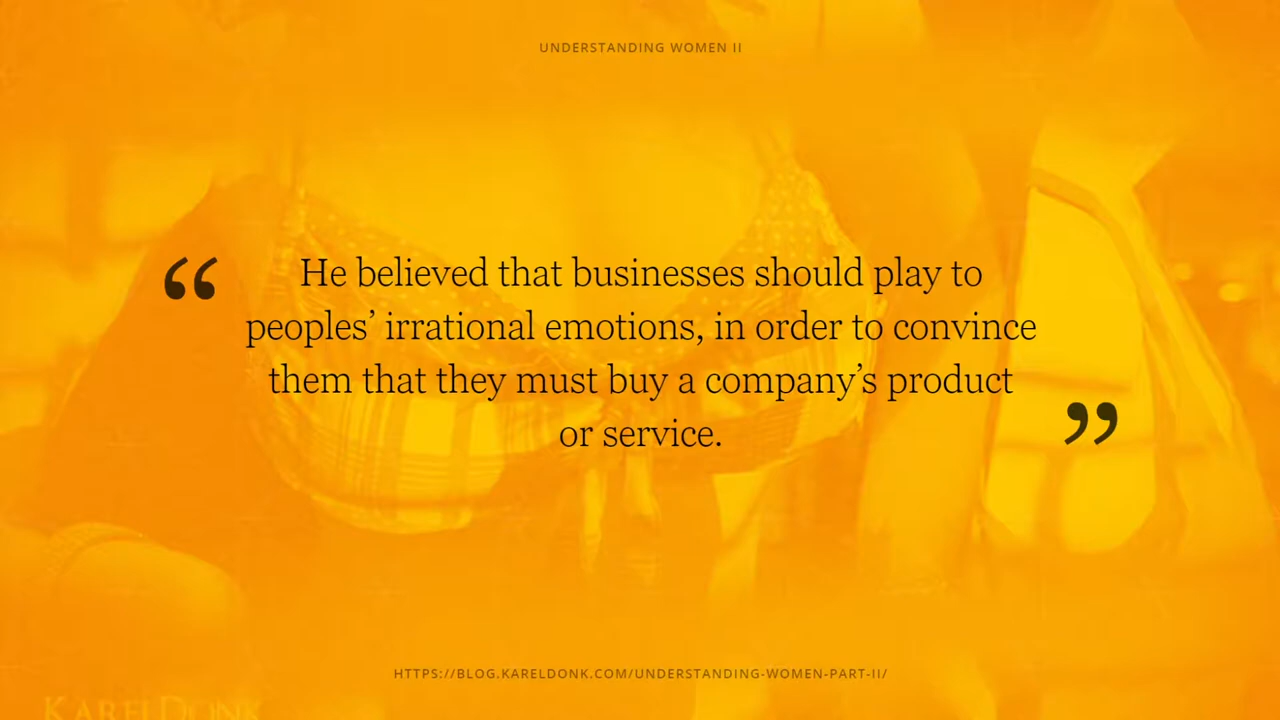 UNDERSTANDING WOMEN II
“ He believed that businesses should play to
peoples’ irrational emotions, in order to convince
them that they must buy a company’s product
or service. ”
HTTPS://BLOG.KARELDONK.COM/UNDERSTANDING-WOMEN-PART-II/
KARELDONK